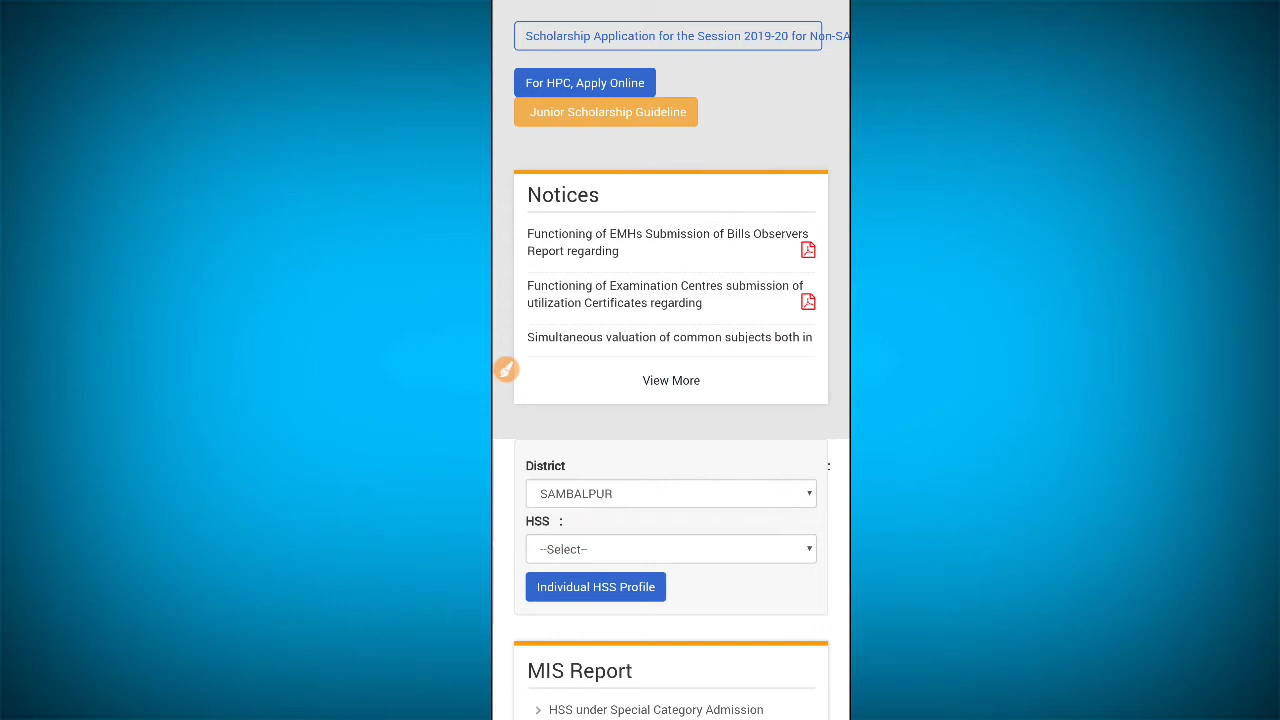 Scholarship Application for the Session 2019-20 for Non-SA
For HPC, Apply Online
Junior Scholarship Guideline
Notices
Functioning of EMHs Submission of Bills Observers
Report regarding
Functioning of Examination Centres submission of
utilization Certificates regarding
Simultaneous valuation of common subjects both in
View More
District :
SAMBALPUR
HSS :
--Select--
Individual HSS Profile
MIS Report
HSS under Special Category Admission